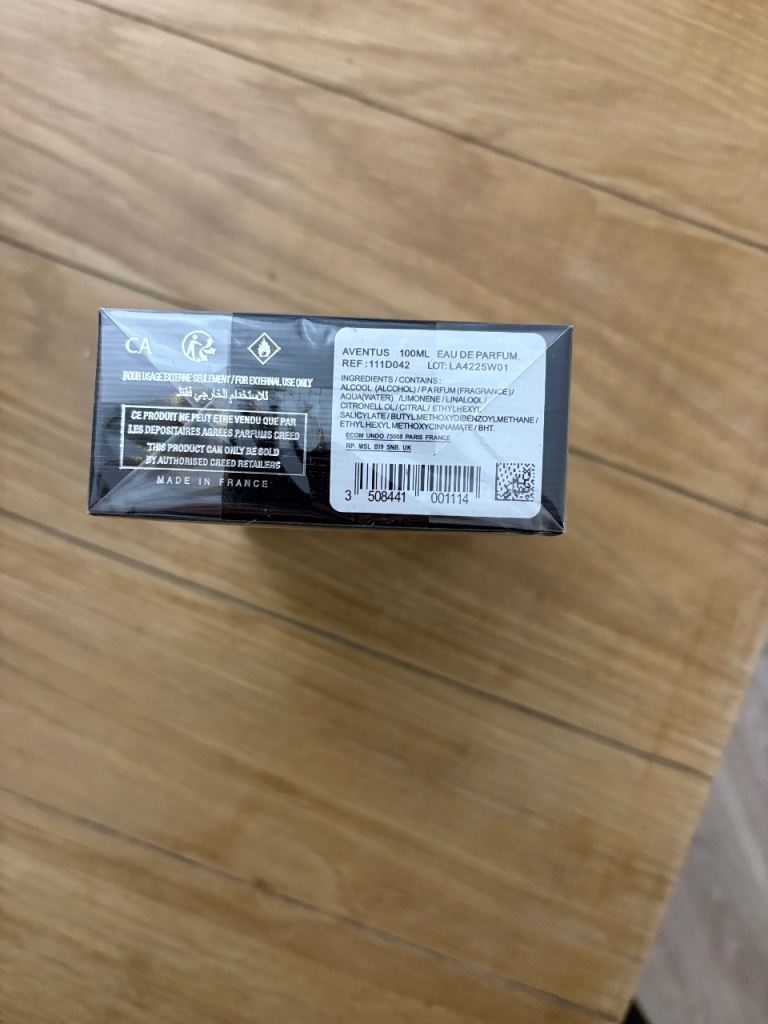 CA
POUR USAGE EXTERNE SEULEMENT / FOR EXTERNAL USE ONLY
للاستخدام الخارجي فقط
CE PRODUIT NE PEUT ETRE VENDU QUE PAR
LES DEPOSITAIRES AGREES PARFUMS CREED
THIS PRODUCT CAN ONLY BE SOLD
BY AUTHORISED CREED RETAILERS
MADE IN FRANCE
AVENTUS 100ML EAU DE PARFUM.
REF :111D042 LOT: LA4225W01
INGREDIENTS / CONTAINS :
ALCOOL (ALCOHOL) / PARFUM (FRAGRANCE) /
AQUA(WATER) /LIMONENE / LINALOOL /
CITRONELLOL / CITRAL / ETHYLHEXYL
SALICYLATE / BUTYL METHOXYDIBENZOYLMETHANE /
ETHYLHEXYL METHOXYCINNAMATE / BHT.
ECOM UNDO 75008 PARIS FRANCE
RP. MSL BI9 5NB. UK
3 508441 001114